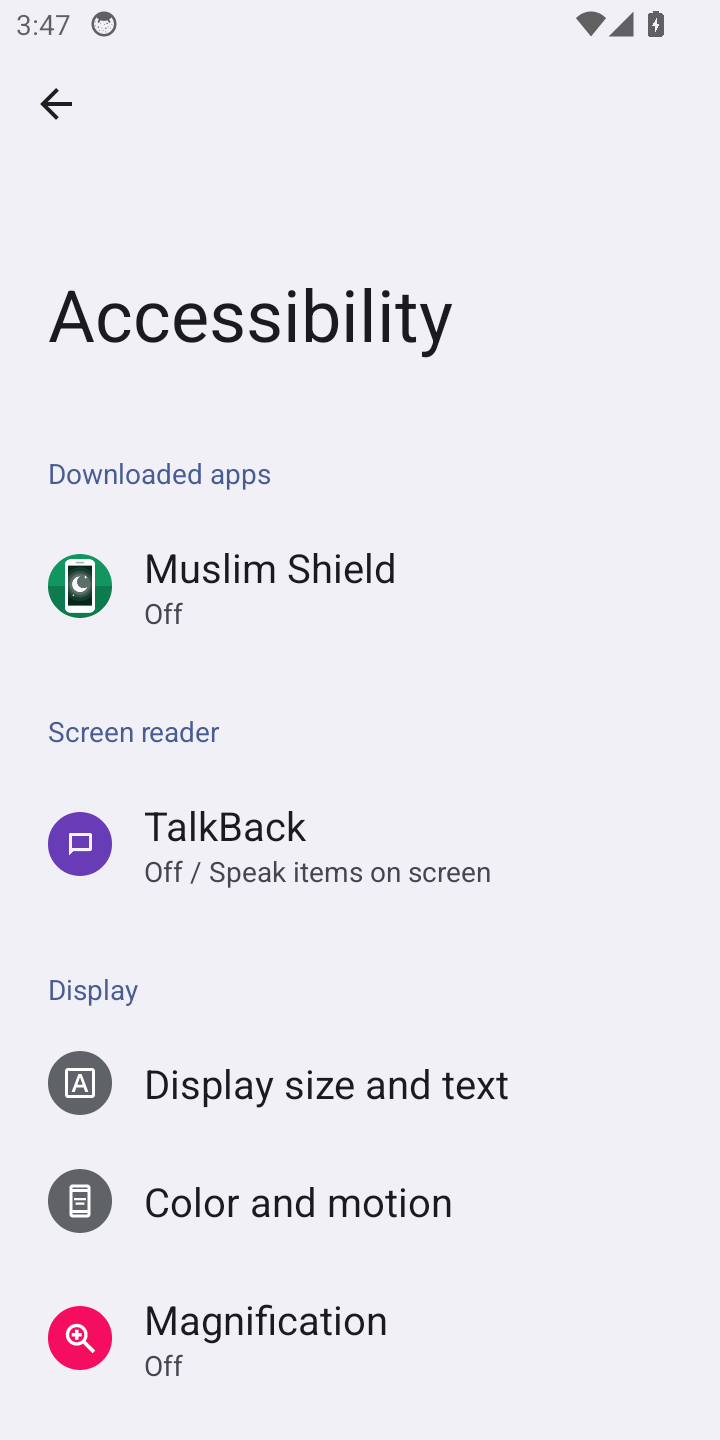 3:47
Accessibility
Downloaded apps
Muslim Shield
Off
Screen reader
TalkBack
Off / Speak items on screen
Display
Display size and text
Color and motion
Magnification
Off